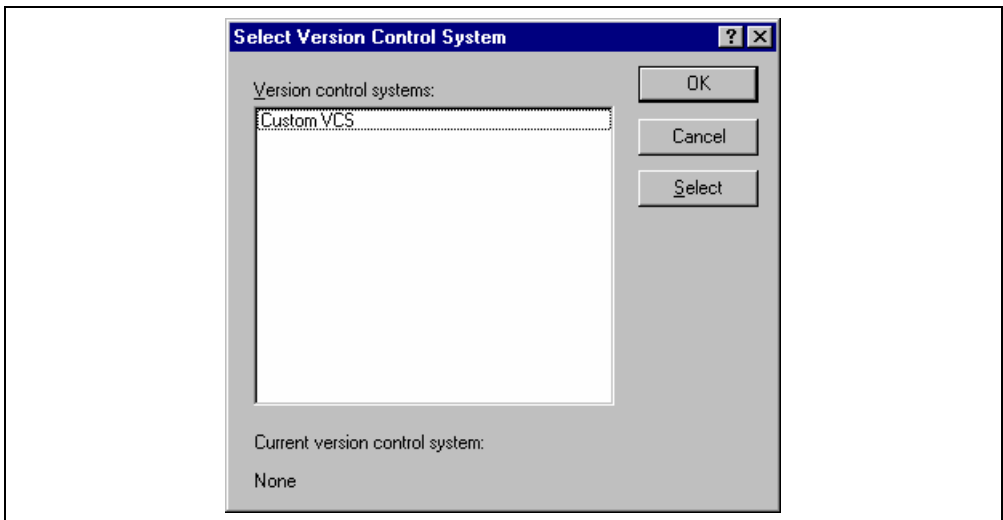 Select Version Control System
Version control systems:
Custom VCS
OK
Cancel
Select
Current version control system:
None